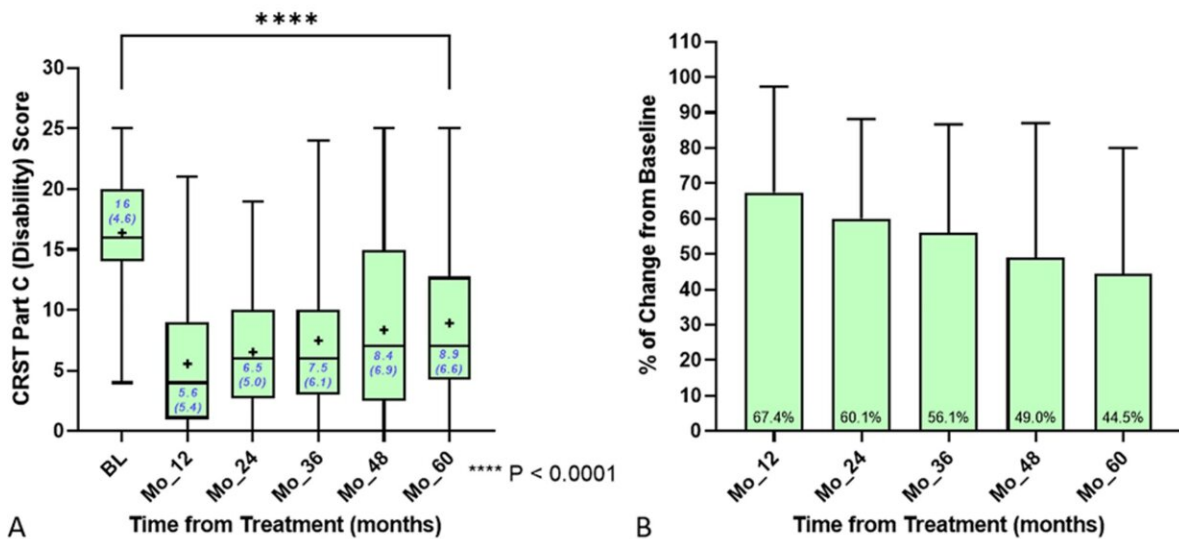 ****
CRST Part C (Disability) Score
30
25
20
15
10
5
0
16
(4.6)
5.6
(5.4)
6.5
(5.0)
7.5
(6.1)
8.4
(6.9)
8.9
(6.6)
BL
Mo_12
Mo_24
Mo_36
Mo_48
Mo_60
**** P < 0.0001
A
Time from Treatment (months)
% of Change from Baseline
110
100
90
80
70
60
50
40
30
20
10
0
67.4%
60.1%
56.1%
49.0%
44.5%
Mo_12
Mo_24
Mo_36
Mo_48
Mo_60
B
Time from Treatment (months)